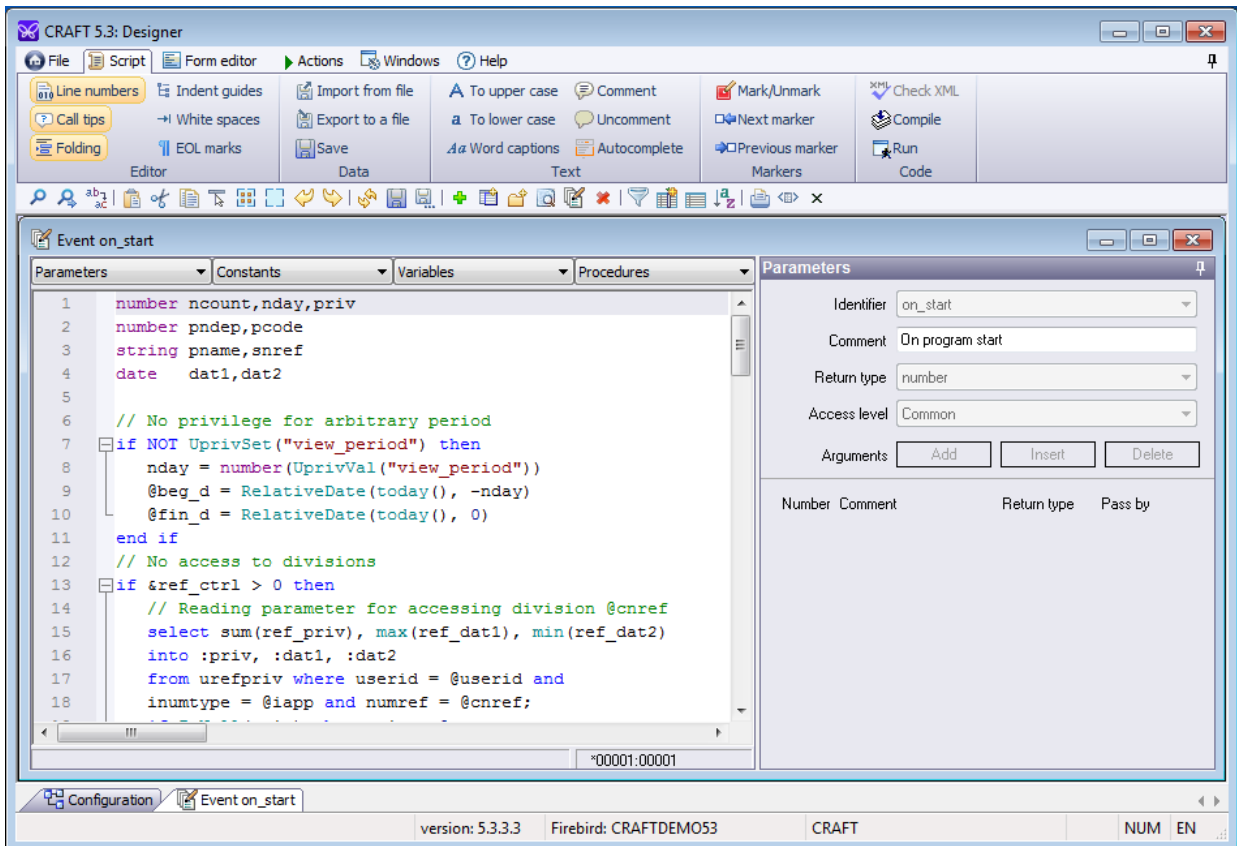 CRAFT 5.3: Designer
File Script Form editor Actions Windows Help
Line numbers Indent guides Import from file A To upper case Comment Mark/Unmark XML Check XML
Call tips White spaces Export to a file a To lower case Uncomment Next marker Compile
Folding EOL marks Save Aa Word captions Autocomplete Previous marker Run
Editor Data Text Markers Code
Event on_start
Parameters Constants Variables Procedures Parameters
1 number ncount,nday,priv
2 number pndep,pcode
3 string pname,snref
4 date   dat1,dat2
5
6 // No privilege for arbitrary period
7 if NOT UprivSet("view_period") then
8 nday = number(UprivVal("view_period"))
9 @beg_d = RelativeDate(today(), -nday)
10 @fin_d = RelativeDate(today(), 0)
11 end if
12 // No access to divisions
13 if &ref_ctrl > 0 then
14 // Reading parameter for accessing division @cnref
15 select sum(ref_priv), max(ref_dat1), min(ref_dat2)
16 into :priv, :dat1, :dat2
17 from urefpriv where userid = @userid and
18 inumtype = @iapp and numref = @cnref;
*00001:00001
Identifier on_start
Comment On program start
Return type number
Access level Common
Arguments Add Insert Delete
Number Comment Return type Pass by
Configuration Event on_start
version: 5.3.3.3 Firebird: CRAFTDEMO53 CRAFT NUM EN